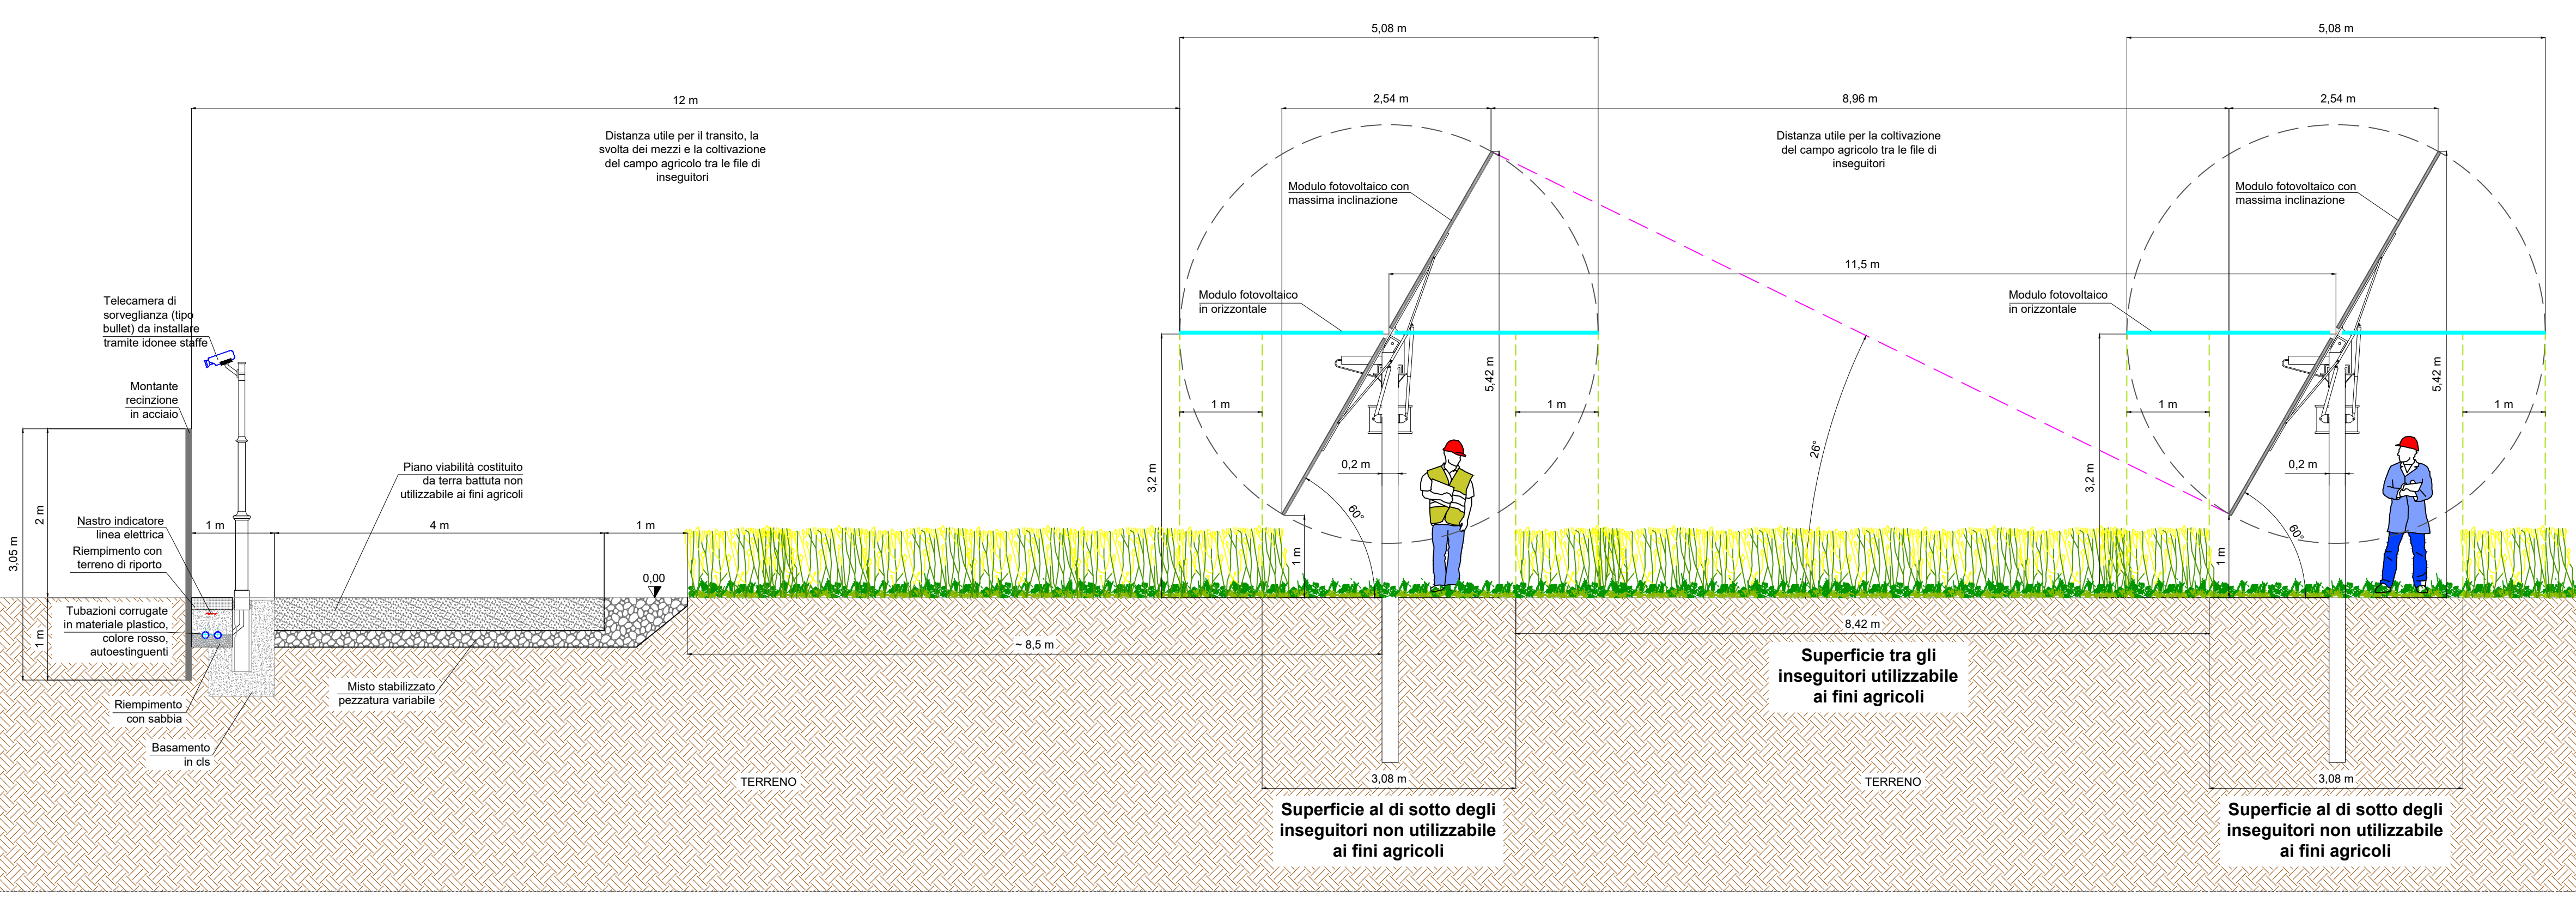 5,08 m
5,08 m
12 m
2,54 m
8,96 m
2,54 m
Distanza utile per il transito, la
svolta dei mezzi e la coltivazione
del campo agricolo tra le file di
inseguitori
Distanza utile per la coltivazione
del campo agricolo tra le file di
inseguitori
Modulo fotovoltaico con
massima inclinazione
Modulo fotovoltaico con
massima inclinazione
11,5 m
Modulo fotovoltaico
in orizzontale
Modulo fotovoltaico
in orizzontale
Telecamera di
sorveglianza (tipo
bullet) da installare
tramite idonee staffe
Montante
recinzione
in acciaio
5,42 m
5,42 m
1 m
1 m
1 m
1 m
26°
0,2 m
0,2 m
3,2 m
3,2 m
Piano viabilità costituito
da terra battuta non
utilizzabile ai fini agricoli
2 m
3,05 m
1 m
4 m
1 m
60°
60°
1 m
1 m
Nastro indicatore
linea elettrica
Riempimento con
terreno di riporto
0,00
Tubazioni corrugate
in materiale plastico,
colore rosso,
autoestinguenti
1 m
~ 8,5 m
8,42 m
Superficie tra gli
inseguitori utilizzabile
ai fini agricoli
Misto stabilizzato
pezzatura variabile
Riempimento
con sabbia
Basamento
in cls
TERRENO
TERRENO
3,08 m
3,08 m
Superficie al di sotto degli
inseguitori non utilizzabile
ai fini agricoli
Superficie al di sotto degli
inseguitori non utilizzabile
ai fini agricoli